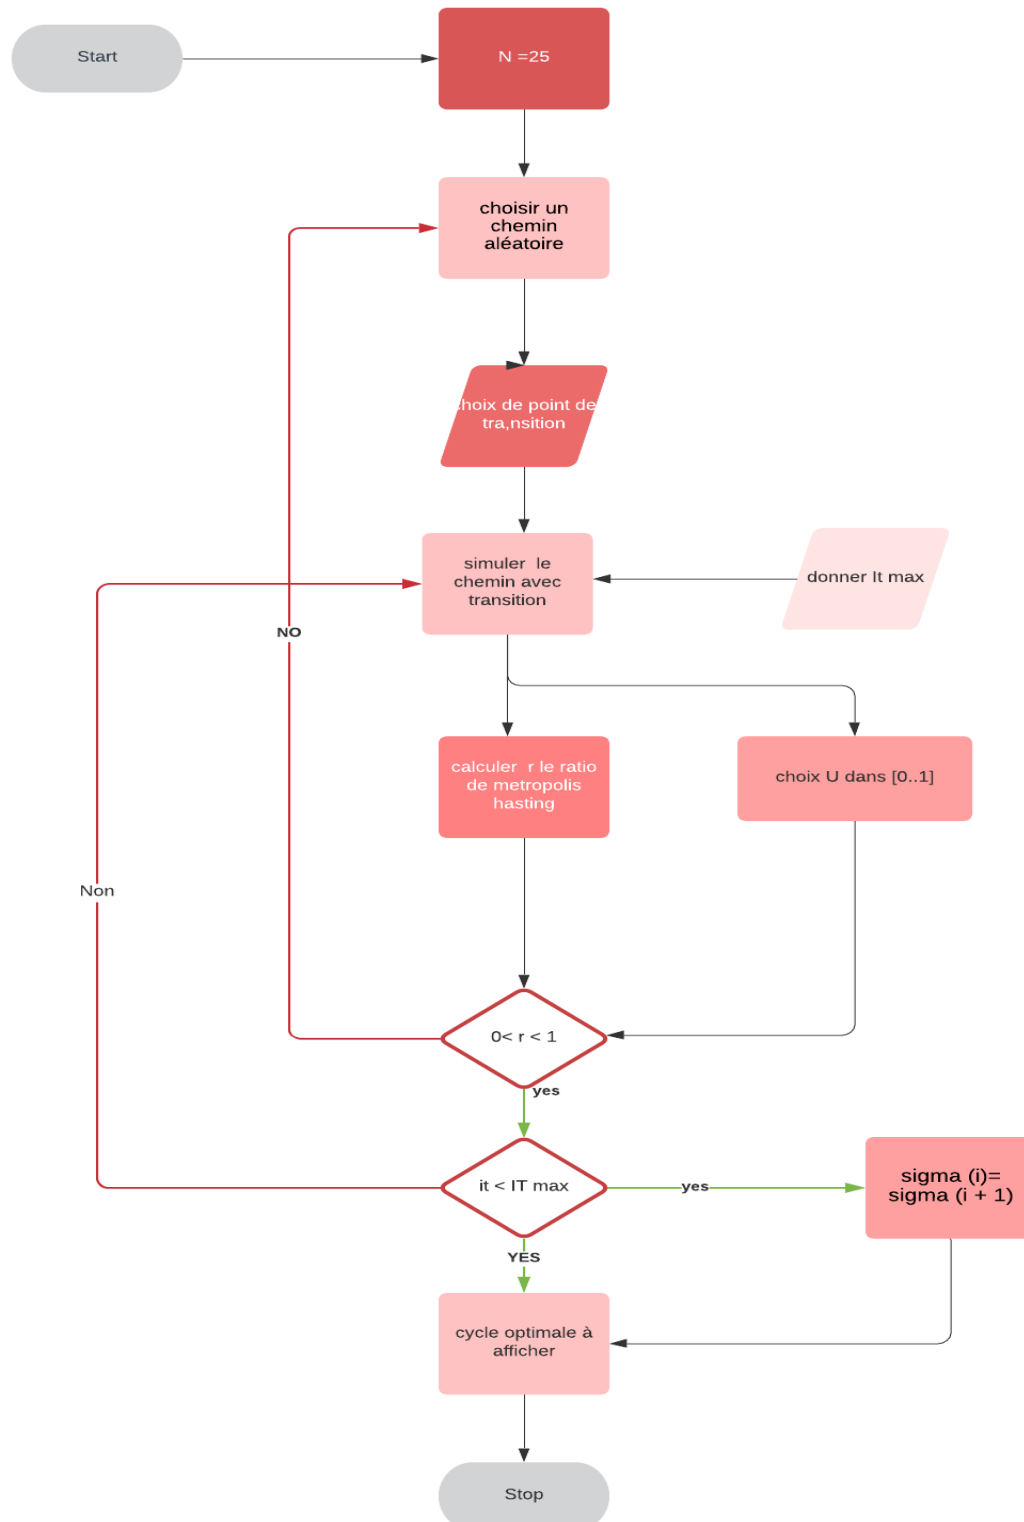 Start
N =25
choisir un
chemin
aléatoire
hoix de point de
tra,nsition
simuler le
chemin avec
transition
donner It max
NO
calculer r le ratio
de metropolis
hasting
choix U dans [0..1]
Non
0< r < 1
yes
it < IT max
yes
sigma (i)=
sigma (i + 1)
YES
cycle optimale à
afficher
Stop